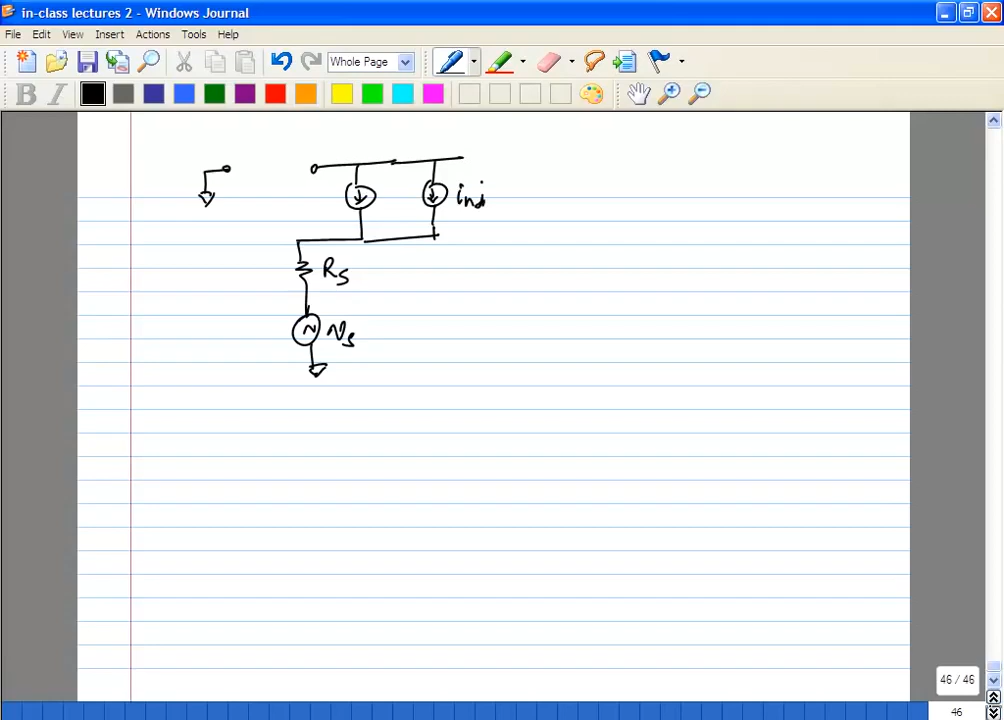 in-class lectures 2 - Windows Journal
File Edit View Insert Actions Tools Help
Whole Page
B I
ind
Rs
vs
46 / 46
46